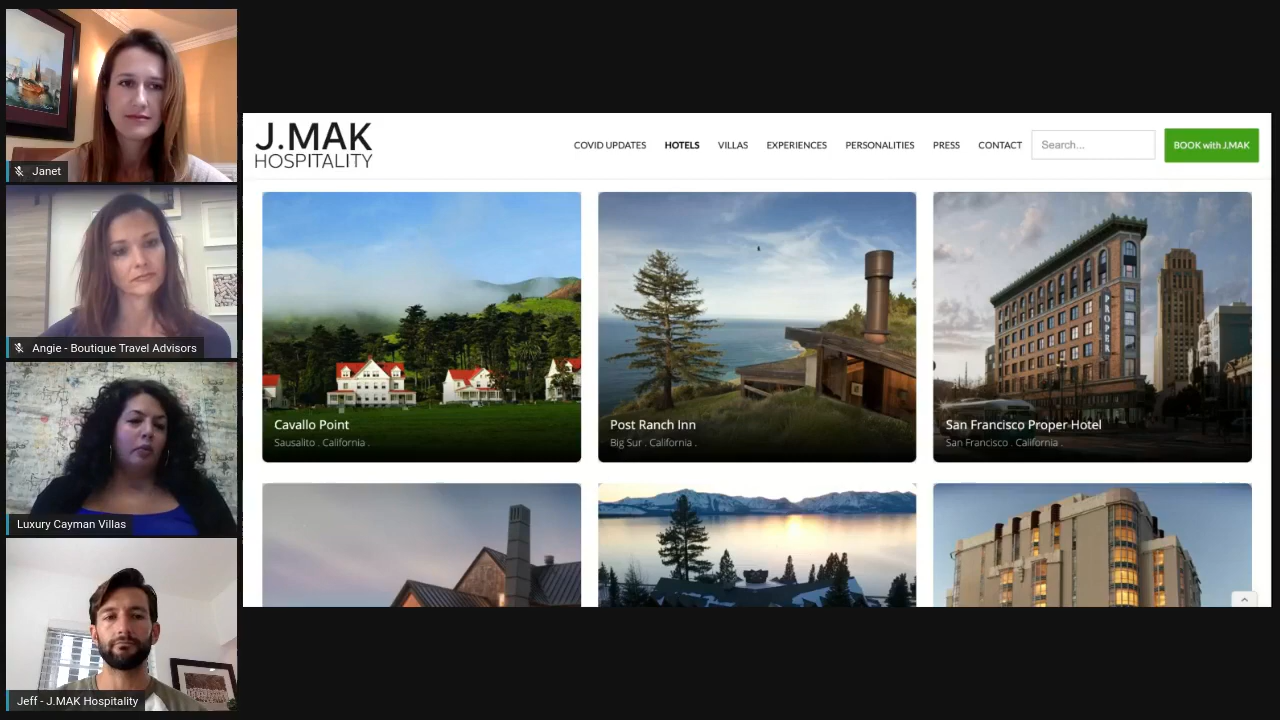 Janet
Angie - Boutique Travel Advisors
Luxury Cayman Villas
Jeff - J.MAK Hospitality
J.MAK
HOSPITALITY
COVID UPDATES HOTELS VILLAS EXPERIENCES PERSONALITIES PRESS CONTACT Search... BOOK with J.MAK
Cavallo Point
Sausalito . California .
Post Ranch Inn
Big Sur . California .
PROPER
San Francisco Proper Hotel
San Francisco . California .